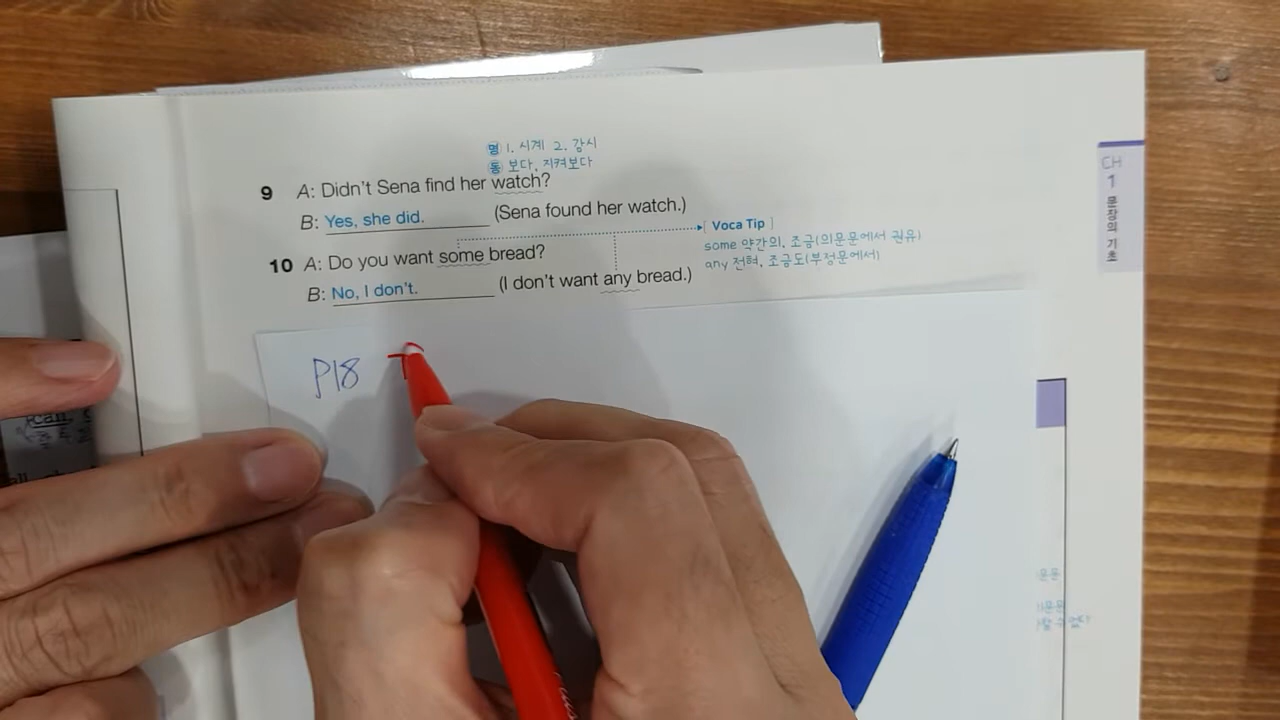 명 1. 시계 2. 감시
동 보다, 지켜보다
9 A: Didn't Sena find her watch?
B: Yes, she did. (Sena found her watch.)
[ Voca Tip ]
some 약간의, 조금(의문문에서 권유)
any 전혀, 조금도(부정문에서)
10 A: Do you want some bread?
B: No, I don't. (I don't want any bread.)
P18
CH
1
문장의 기초